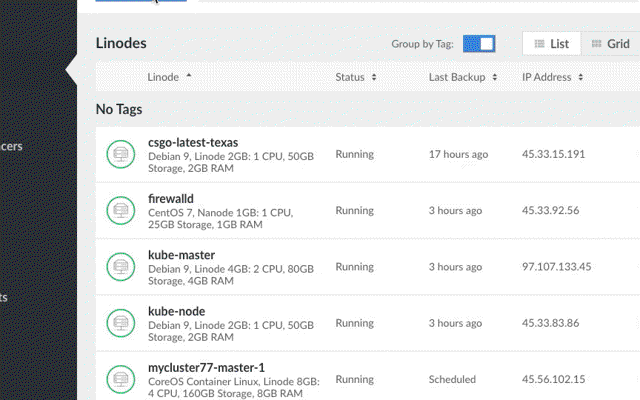 Linodes
Group by Tag:
List
Grid
Linode
Status
Last Backup
IP Address
No Tags
csgo-latest-texas
Debian 9, Linode 2GB: 1 CPU, 50GB
Storage, 2GB RAM
Running
17 hours ago
45.33.15.191
cers
firewalld
CentOS 7, Nanode 1GB: 1 CPU,
25GB Storage, 1GB RAM
Running
3 hours ago
45.33.92.56
kube-master
Debian 9, Linode 4GB: 2 CPU, 80GB
Storage, 4GB RAM
Running
3 hours ago
97.107.133.45
ts
kube-node
Debian 9, Linode 2GB: 1 CPU, 50GB
Storage, 2GB RAM
Running
3 hours ago
45.33.83.86
mycluster77-master-1
CoreOS Container Linux, Linode 8GB:
4 CPU, 160GB Storage, 8GB RAM
Running
Scheduled
45.56.102.15